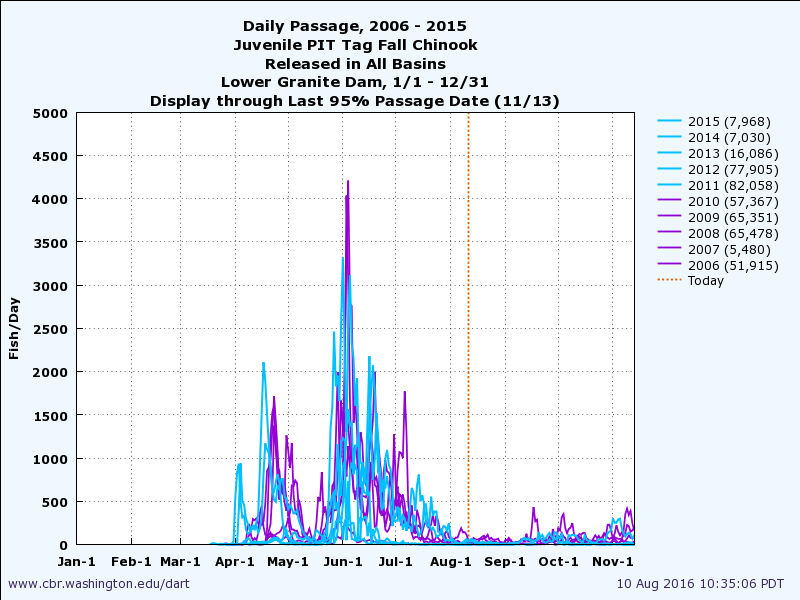 Daily Passage, 2006 - 2015
Juvenile PIT Tag Fall Chinook
Released in All Basins
Lower Granite Dam, 1/1 - 12/31
Display through Last 95% Passage Date (11/13)
5000
4500
4000
3500
3000
2500
2000
1500
1000
500
0
Fish/Day
Jan-1 Feb-1 Mar-1 Apr-1 May-1 Jun-1 Jul-1 Aug-1 Sep-1 Oct-1 Nov-1
2015 (7,968)
2014 (7,030)
2013 (16,086)
2012 (77,905)
2011 (82,058)
2010 (57,367)
2009 (65,351)
2008 (65,478)
2007 (5,480)
2006 (51,915)
Today
www.cbr.washington.edu/dart
10 Aug 2016 10:35:06 PDT